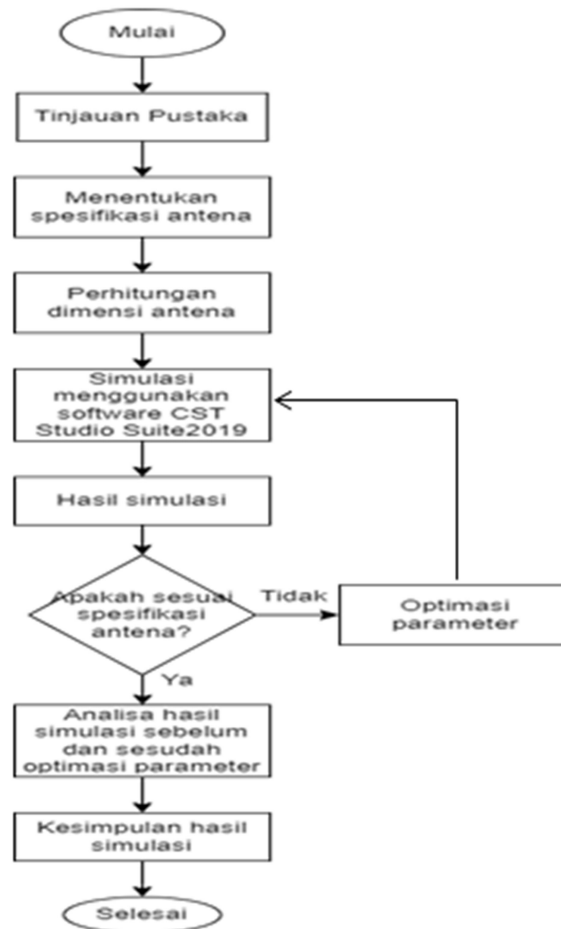 Mulai
Tinjauan Pustaka
Menentukan
spesifikasi antena
Perhitungan
dimensi antena
Simulasi
menggunakan
software CST
Studio Suite2019
Hasil simulasi
Apakah sesuai
spesifikasi
antena?
Tidak
Optimasi
parameter
Ya
Analisa hasil
simulasi sebelum
dan sesudah
optimasi parameter
Kesimpulan hasil
simulasi
Selesai